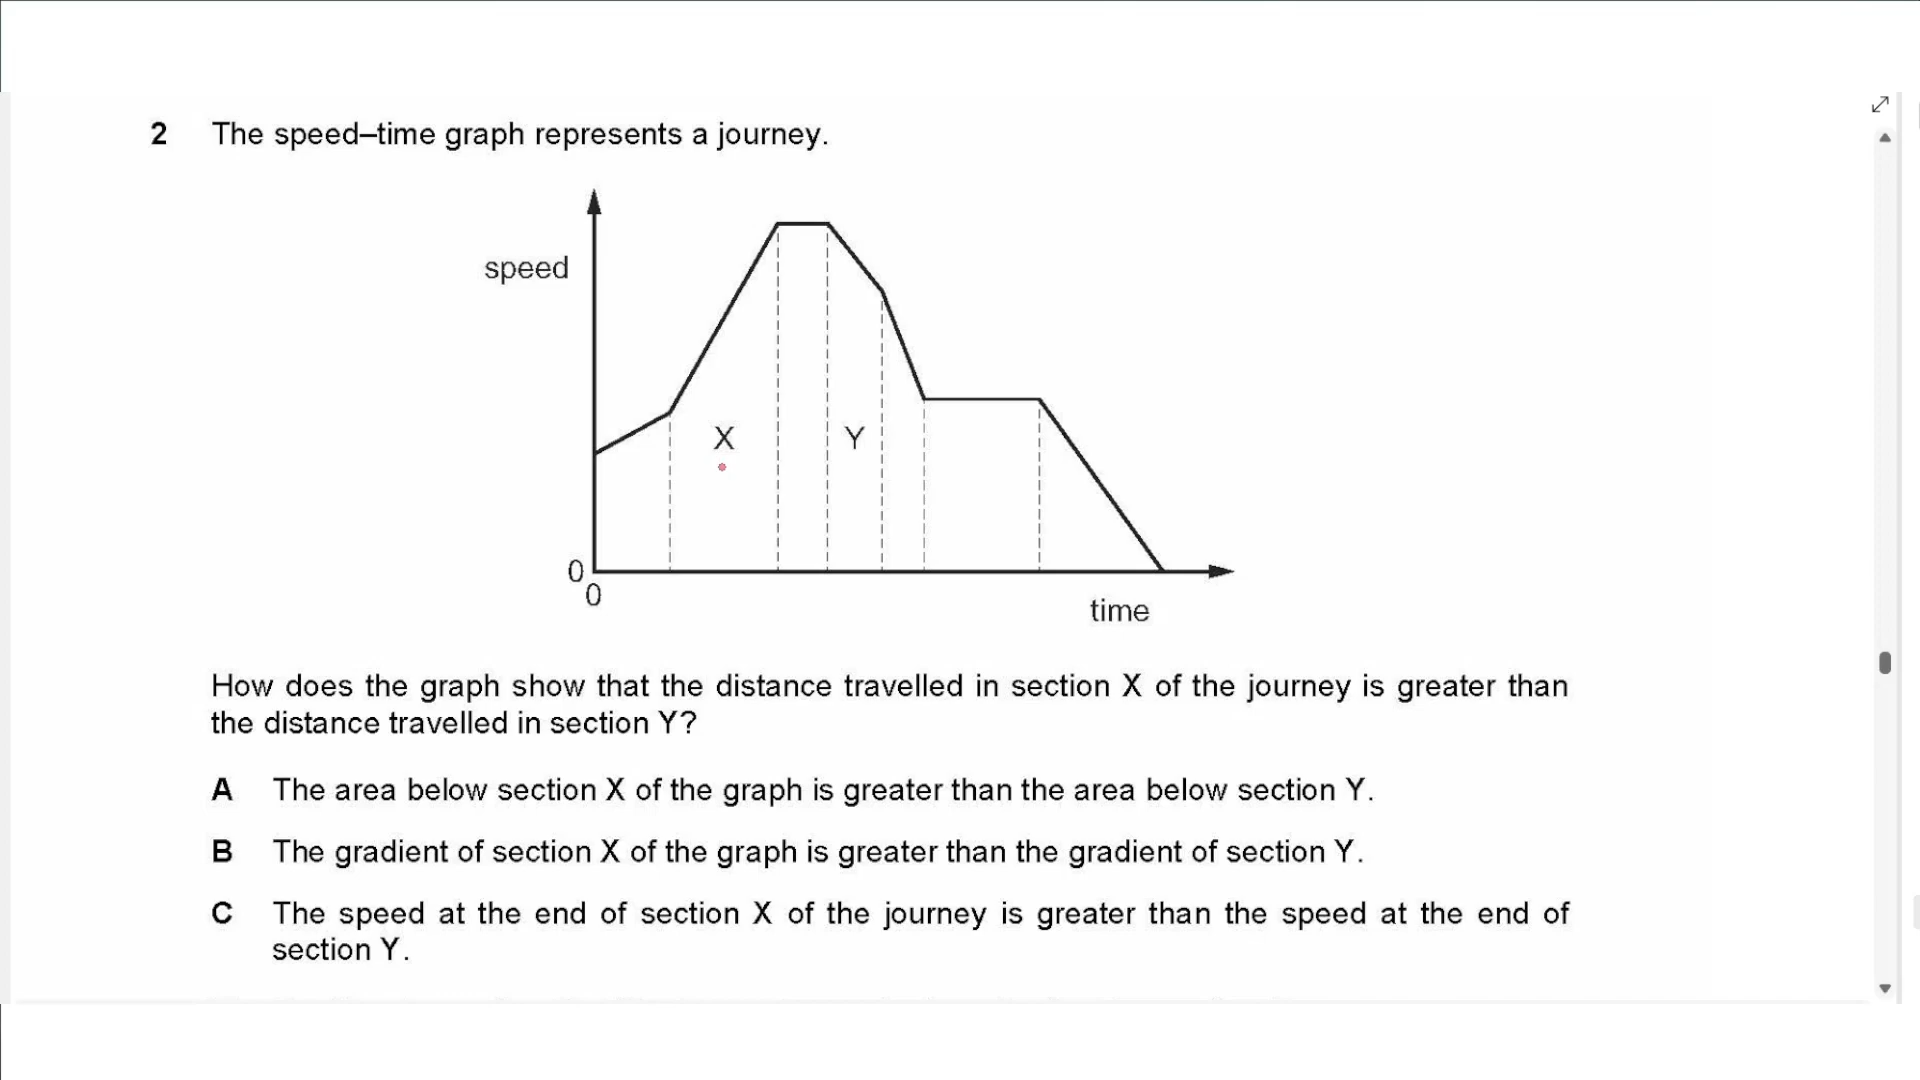 2 The speed–time graph represents a journey.
speed
X
Y
0
0
time
How does the graph show that the distance travelled in section X of the journey is greater than
the distance travelled in section Y?
A The area below section X of the graph is greater than the area below section Y.
B The gradient of section X of the graph is greater than the gradient of section Y.
C The speed at the end of section X of the journey is greater than the speed at the end of
section Y.